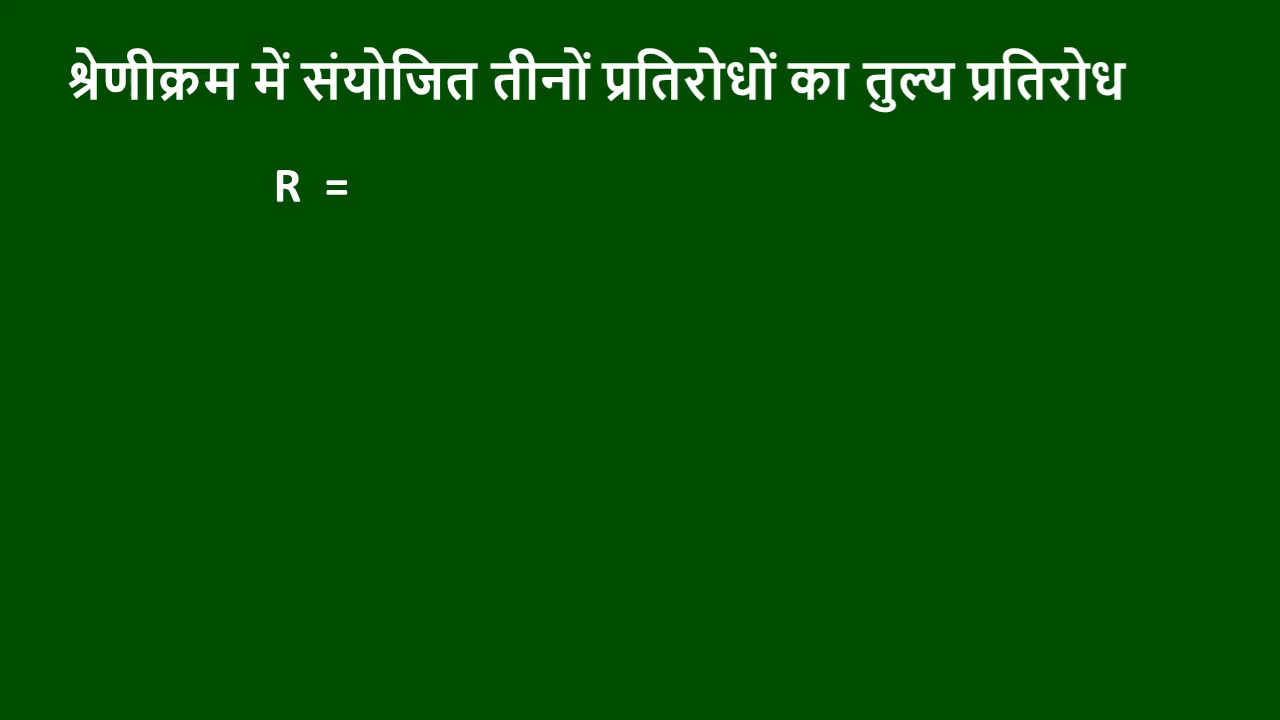 श्रेणीक्रम में संयोजित तीनों प्रतिरोधों का तुल्य प्रतिरोध
R =